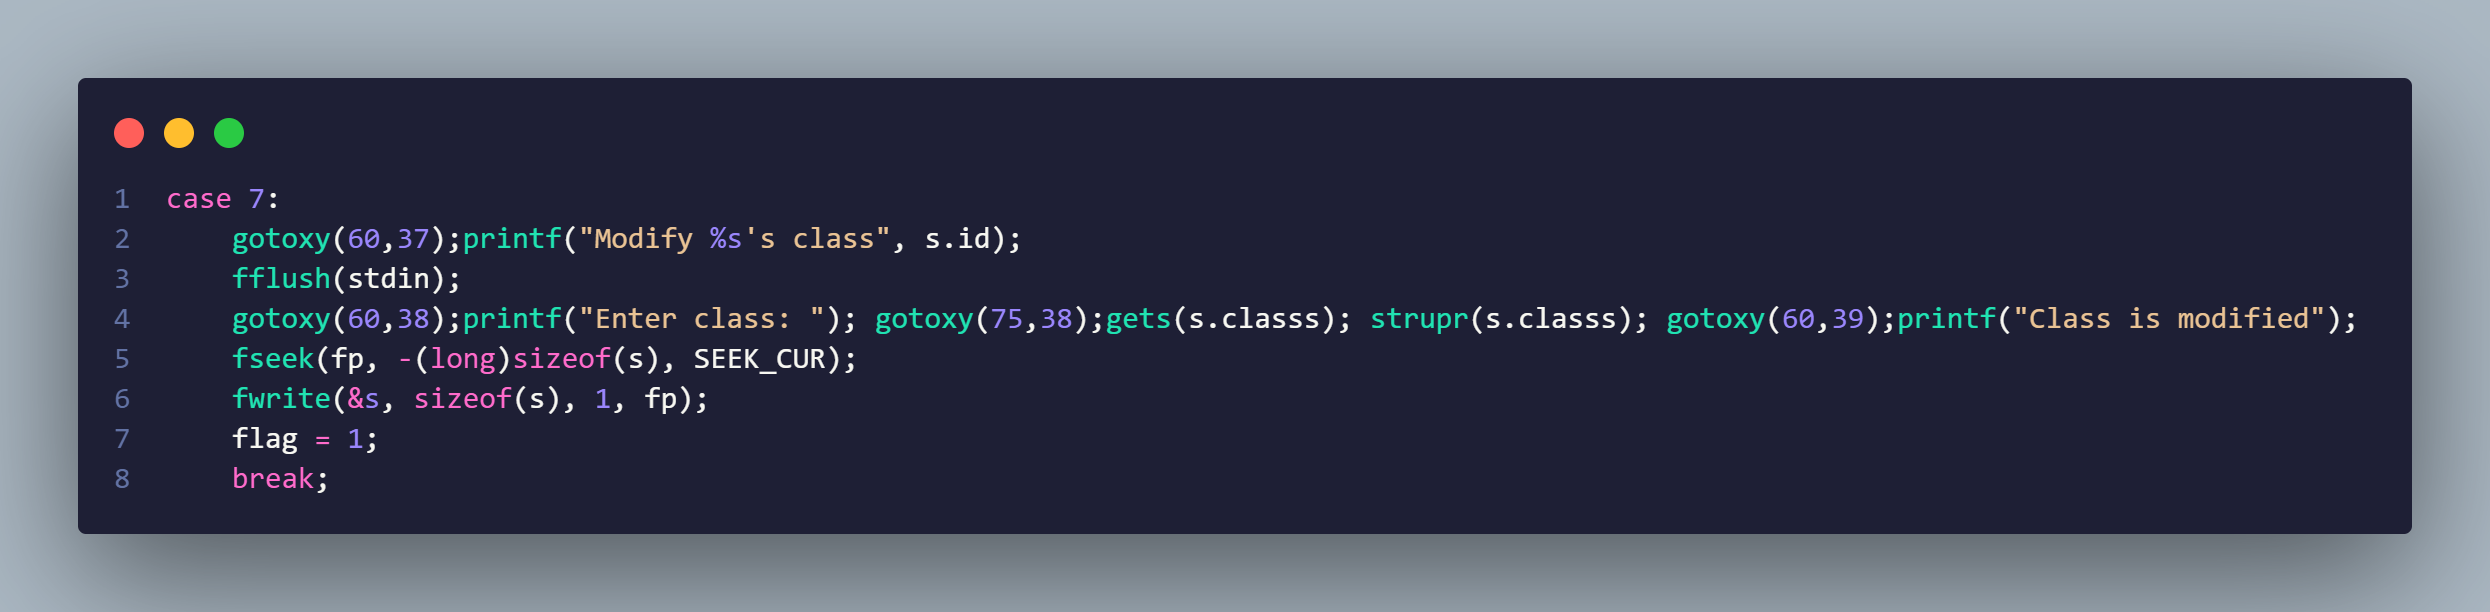 1 case 7:
2     gotoxy(60,37);printf("Modify %s's class", s.id);
3     fflush(stdin);
4     gotoxy(60,38);printf("Enter class: "); gotoxy(75,38);gets(s.classs); strupr(s.classs); gotoxy(60,39);printf("Class is modified");
5     fseek(fp, -(long)sizeof(s), SEEK_CUR);
6     fwrite(&s, sizeof(s), 1, fp);
7     flag = 1;
8     break;